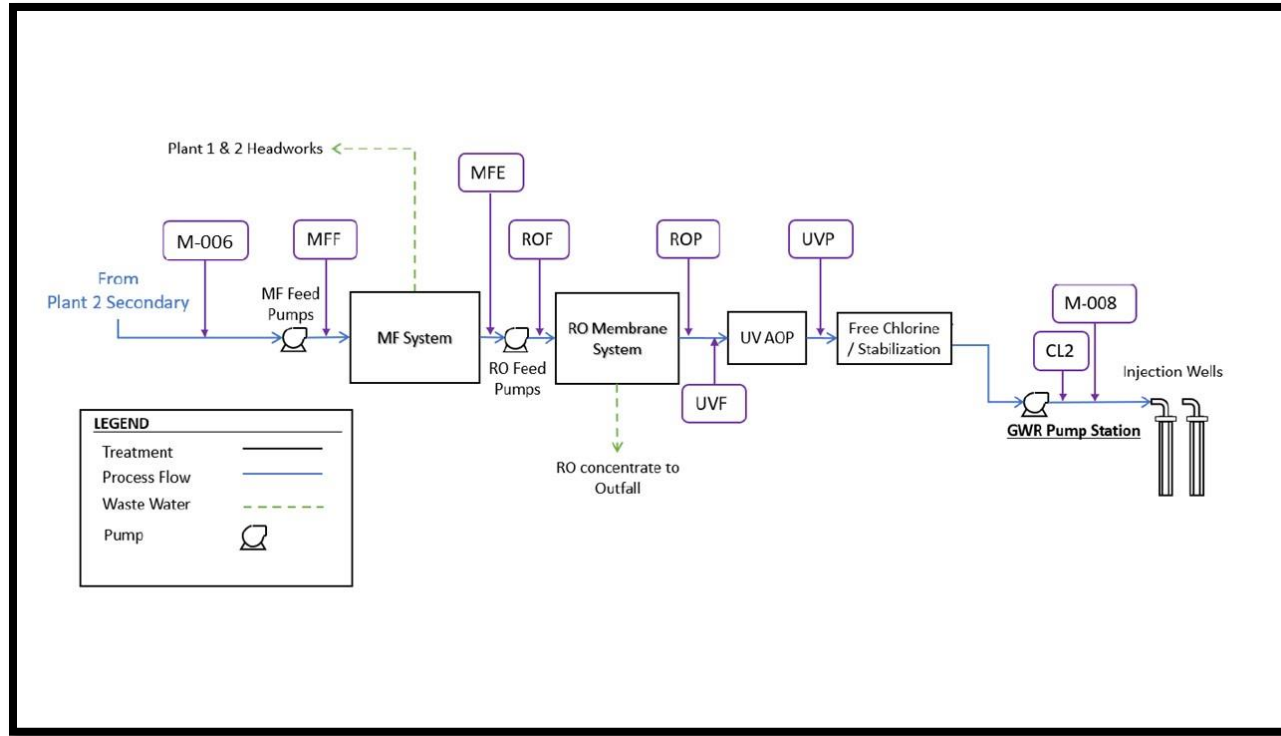 Plant 1 & 2 Headworks
MFE
M-006
MFF
ROF
ROP
UVP
From
Plant 2 Secondary
MF Feed
Pumps
MF System
RO Feed
Pumps
RO Membrane
System
UV AOP
Free Chlorine
/ Stabilization
M-008
CL2
Injection Wells
UVF
GWR Pump Station
RO concentrate to
Outfall
LEGEND
Treatment
Process Flow
Waste Water
Pump